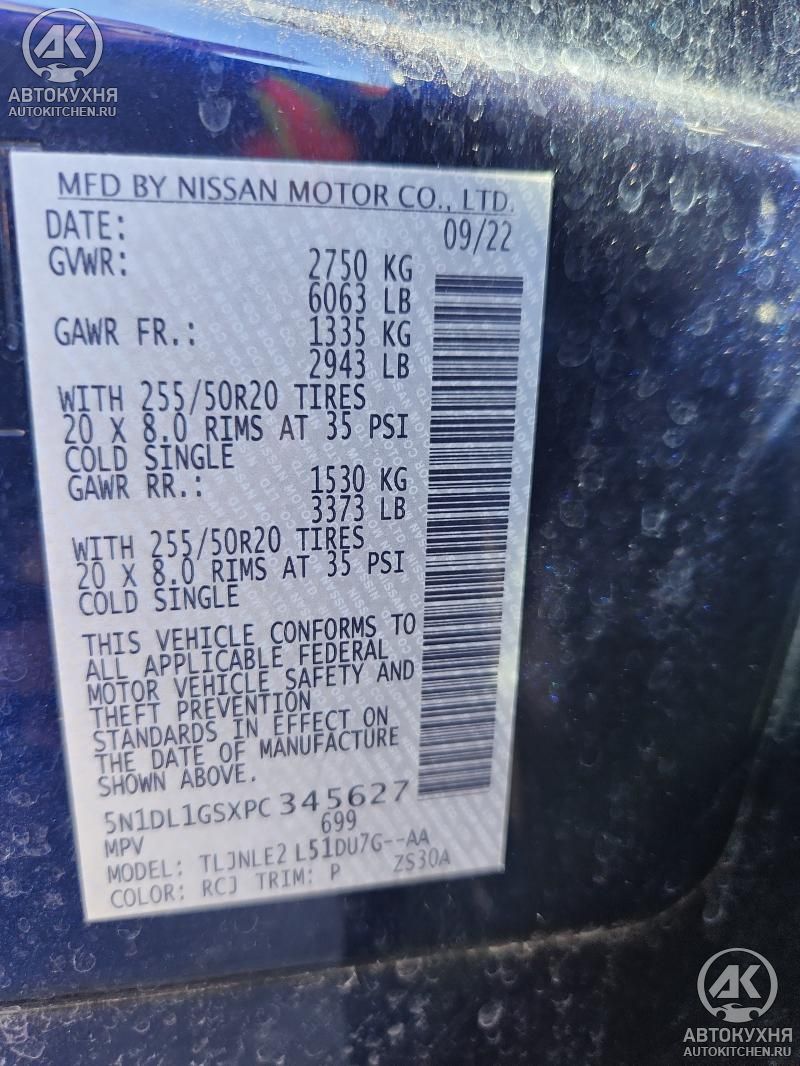 АК
АВТОКУХНЯ
AUTOKITCHEN.RU
MFD BY NISSAN MOTOR CO., LTD.
DATE: 09/22
GVWR: 2750 KG
6063 LB
GAWR FR.: 1335 KG
2943 LB
WITH 255/50R20 TIRES
20 X 8.0 RIMS AT 35 PSI
COLD SINGLE
GAWR RR.: 1530 KG
3373 LB
WITH 255/50R20 TIRES
20 X 8.0 RIMS AT 35 PSI
COLD SINGLE
THIS VEHICLE CONFORMS TO
ALL APPLICABLE FEDERAL
MOTOR VEHICLE SAFETY AND
THEFT PREVENTION
STANDARDS IN EFFECT ON
THE DATE OF MANUFACTURE
SHOWN ABOVE.
5N1DL1GSXPC 345627
MPV 699
MODEL: TLJNLE2 L51DU7G--AA
COLOR: RCJ TRIM: P ZS30A
АК
АВТОКУХНЯ
AUTOKITCHEN.RU